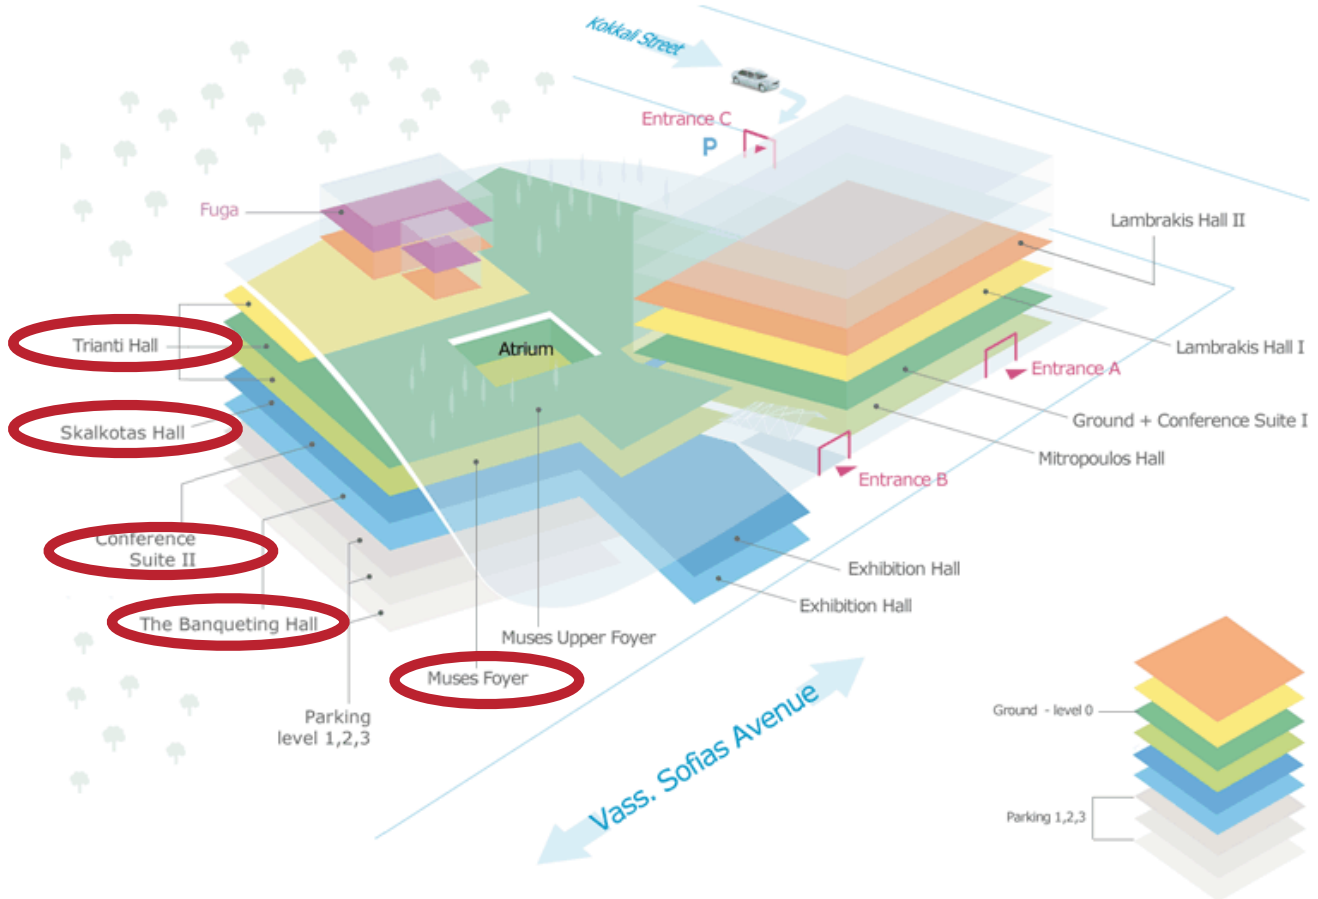 Kokkali Street
Entrance C
P
Fuga
Lambrakis Hall II
Trianti Hall
Atrium
Lambrakis Hall I
Entrance A
Skalkotas Hall
Ground + Conference Suite I
Mitropoulos Hall
Entrance B
Conference
Suite II
Exhibition Hall
Exhibition Hall
The Banqueting Hall
Muses Upper Foyer
Muses Foyer
Parking
level 1,2,3
Vass. Sofias Avenue
Ground - level 0
Parking 1,2,3